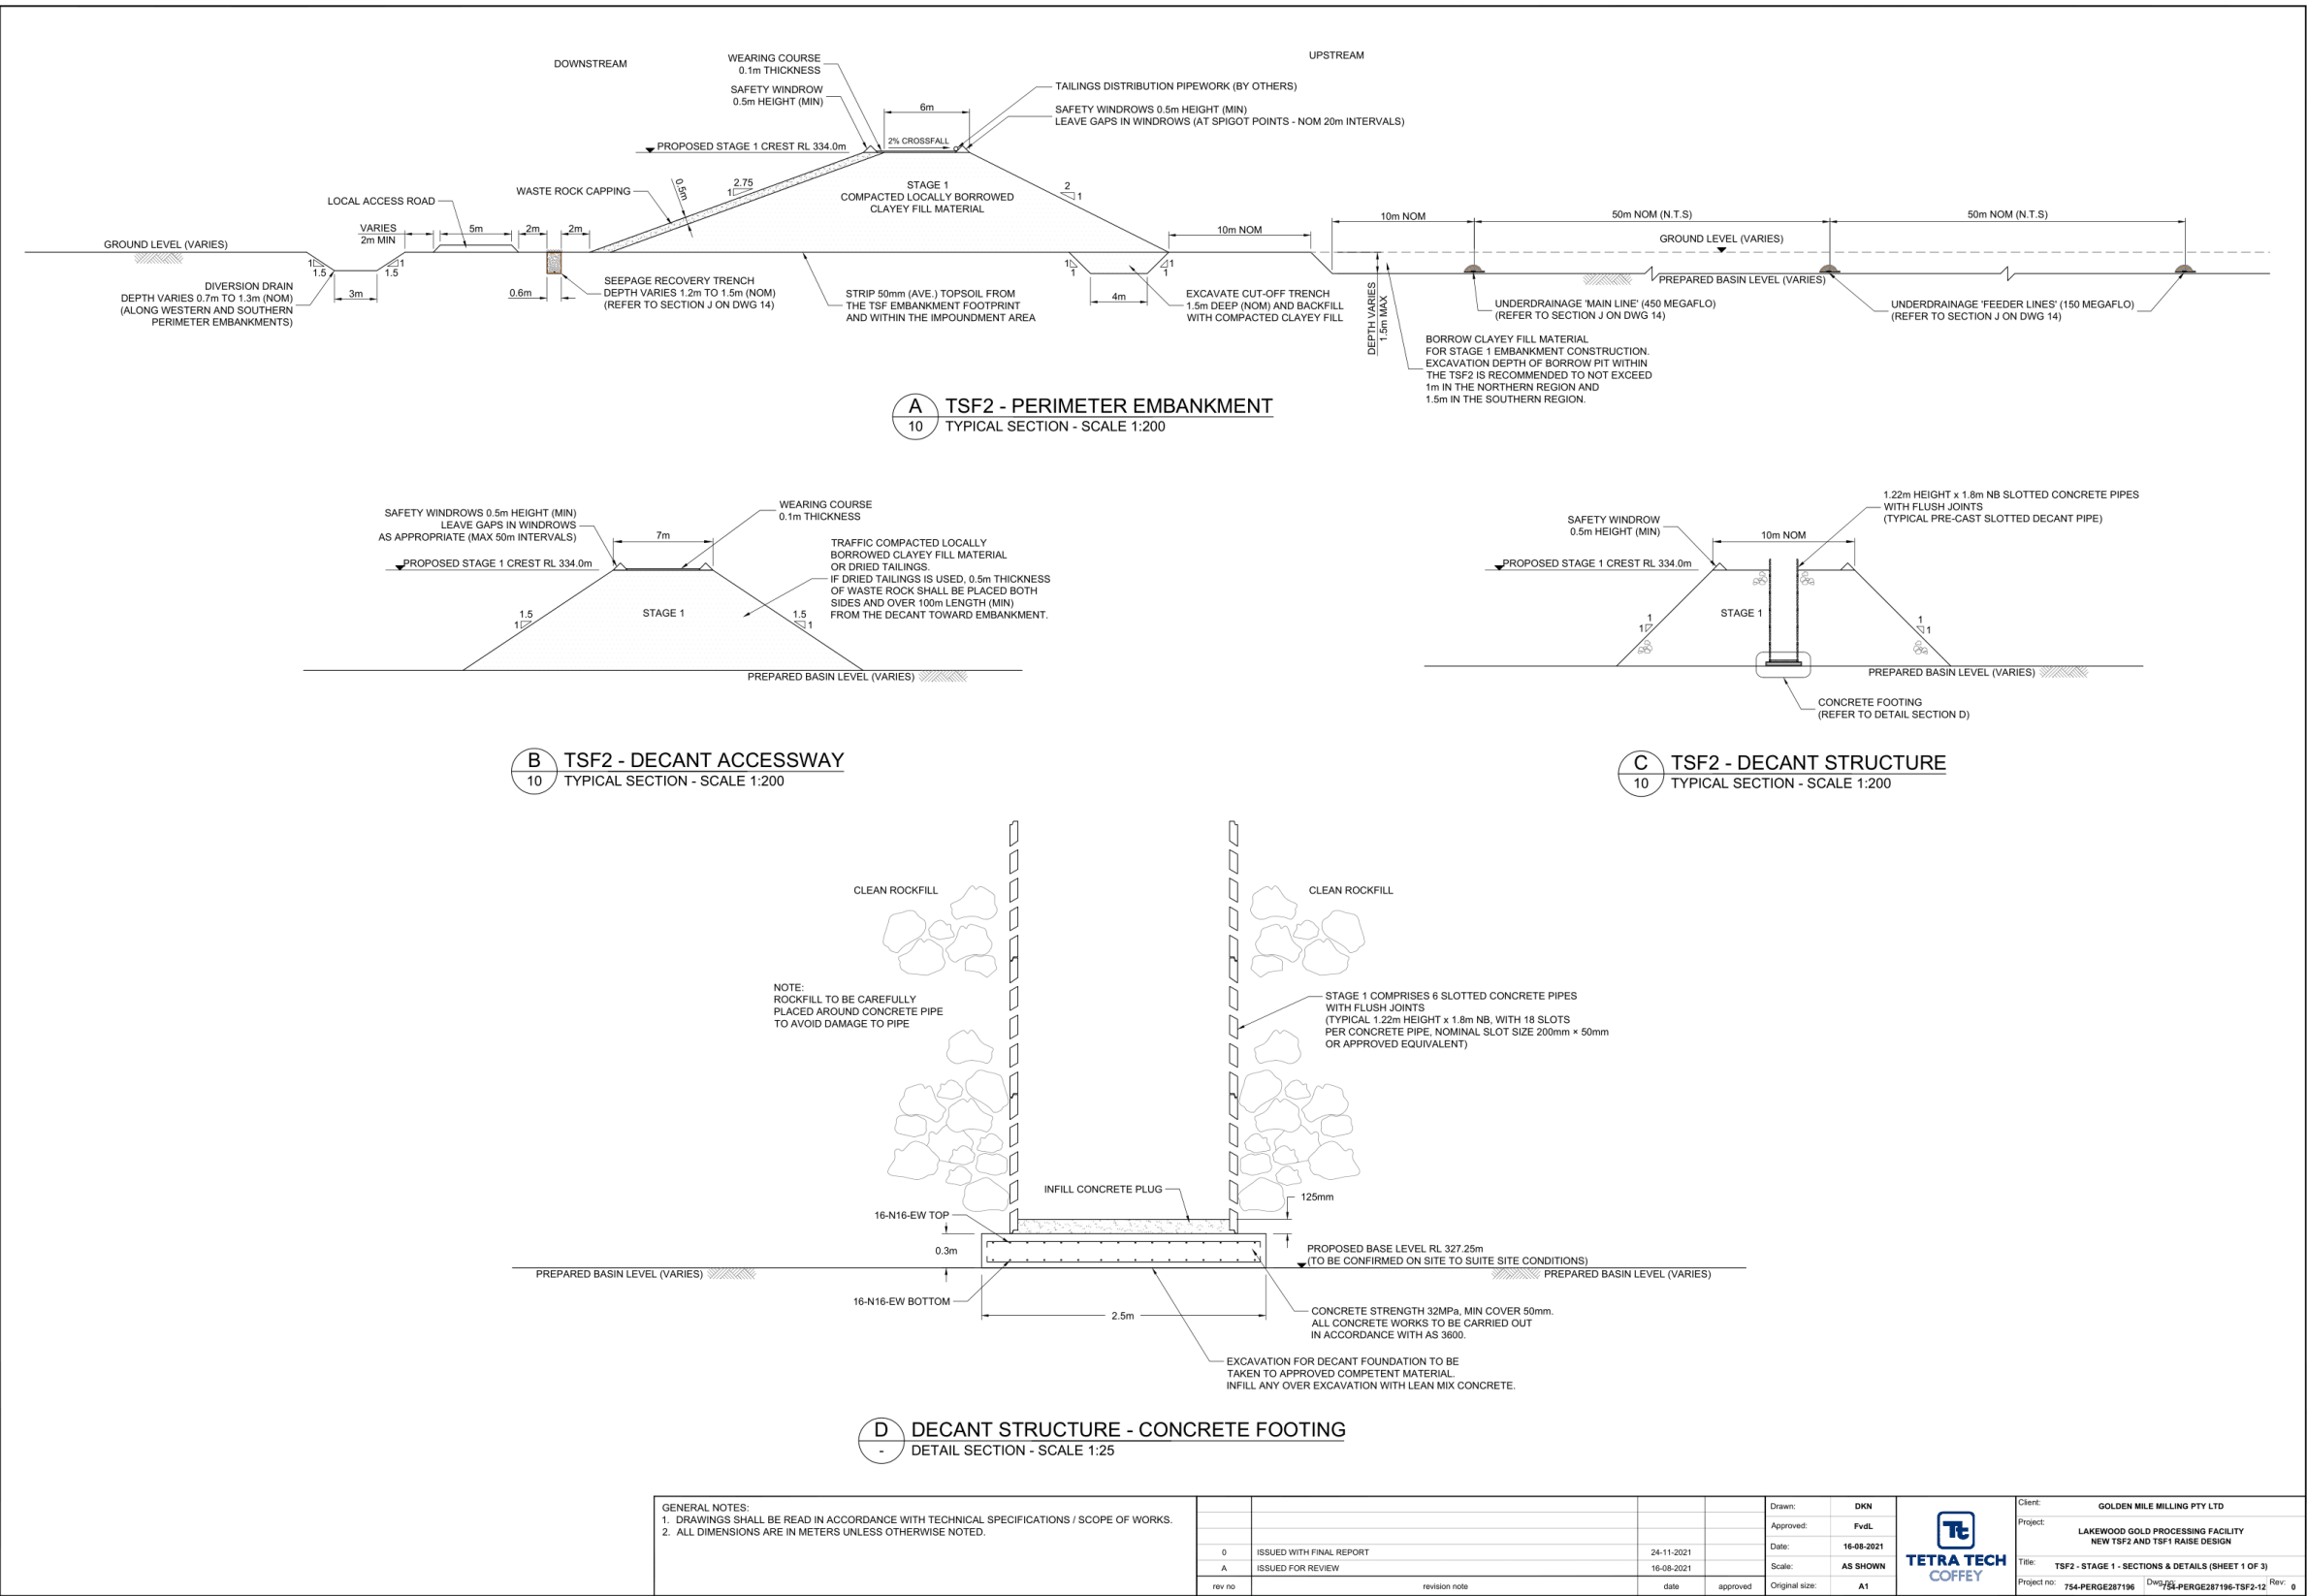 DOWNSTREAM
UPSTREAM
WEARING COURSE
0.1m THICKNESS
SAFETY WINDROW
0.5m HEIGHT (MIN)
6m
TAILINGS DISTRIBUTION PIPEWORK (BY OTHERS)
SAFETY WINDROWS 0.5m HEIGHT (MIN)
LEAVE GAPS IN WINDROWS (AT SPIGOT POINTS - NOM 20m INTERVALS)
PROPOSED STAGE 1 CREST RL 334.0m
2% CROSSFALL
WASTE ROCK CAPPING
0.5m
2.75
1
STAGE 1
COMPACTED LOCALLY BORROWED
CLAYEY FILL MATERIAL
2
1
LOCAL ACCESS ROAD
VARIES
2m MIN
5m
2m
2m
10m NOM
10m NOM
50m NOM (N.T.S)
50m NOM (N.T.S)
GROUND LEVEL (VARIES)
GROUND LEVEL (VARIES)
1
1.5
1
1.5
3m
0.6m
1
1
1
1
4m
DIVERSION DRAIN
DEPTH VARIES 0.7m TO 1.3m (NOM)
(ALONG WESTERN AND SOUTHERN
PERIMETER EMBANKMENTS)
SEEPAGE RECOVERY TRENCH
DEPTH VARIES 1.2m TO 1.5m (NOM)
(REFER TO SECTION J ON DWG 14)
STRIP 50mm (AVE.) TOPSOIL FROM
THE TSF EMBANKMENT FOOTPRINT
AND WITHIN THE IMPOUNDMENT AREA
EXCAVATE CUT-OFF TRENCH
1.5m DEEP (NOM) AND BACKFILL
WITH COMPACTED CLAYEY FILL
DEPTH VARIES
1.5m MAX
PREPARED BASIN LEVEL (VARIES)
UNDERDRAINAGE 'MAIN LINE' (450 MEGAFLO)
(REFER TO SECTION J ON DWG 14)
UNDERDRAINAGE 'FEEDER LINES' (150 MEGAFLO)
(REFER TO SECTION J ON DWG 14)
BORROW CLAYEY FILL MATERIAL
FOR STAGE 1 EMBANKMENT CONSTRUCTION.
EXCAVATION DEPTH OF BORROW PIT WITHIN
THE TSF2 IS RECOMMENDED TO NOT EXCEED
1m IN THE NORTHERN REGION AND
1.5m IN THE SOUTHERN REGION.
A
10
TSF2 - PERIMETER EMBANKMENT
TYPICAL SECTION - SCALE 1:200
SAFETY WINDROWS 0.5m HEIGHT (MIN)
LEAVE GAPS IN WINDROWS
AS APPROPRIATE (MAX 50m INTERVALS)
7m
WEARING COURSE
0.1m THICKNESS
PROPOSED STAGE 1 CREST RL 334.0m
TRAFFIC COMPACTED LOCALLY
BORROWED CLAYEY FILL MATERIAL
OR DRIED TAILINGS.
IF DRIED TAILINGS IS USED, 0.5m THICKNESS
OF WASTE ROCK SHALL BE PLACED BOTH
SIDES AND OVER 100m LENGTH (MIN)
FROM THE DECANT TOWARD EMBANKMENT.
1.5
1
STAGE 1
1.5
1
PREPARED BASIN LEVEL (VARIES)
B
10
TSF2 - DECANT ACCESSWAY
TYPICAL SECTION - SCALE 1:200
1.22m HEIGHT x 1.8m NB SLOTTED CONCRETE PIPES
WITH FLUSH JOINTS
(TYPICAL PRE-CAST SLOTTED DECANT PIPE)
SAFETY WINDROW
0.5m HEIGHT (MIN)
10m NOM
PROPOSED STAGE 1 CREST RL 334.0m
STAGE 1
1
1
1
1
PREPARED BASIN LEVEL (VARIES)
CONCRETE FOOTING
(REFER TO DETAIL SECTION D)
C
10
TSF2 - DECANT STRUCTURE
TYPICAL SECTION - SCALE 1:200
CLEAN ROCKFILL
CLEAN ROCKFILL
NOTE:
ROCKFILL TO BE CAREFULLY
PLACED AROUND CONCRETE PIPE
TO AVOID DAMAGE TO PIPE
STAGE 1 COMPRISES 6 SLOTTED CONCRETE PIPES
WITH FLUSH JOINTS
(TYPICAL 1.22m HEIGHT x 1.8m NB, WITH 18 SLOTS
PER CONCRETE PIPE, NOMINAL SLOT SIZE 200mm × 50mm
OR APPROVED EQUIVALENT)
INFILL CONCRETE PLUG
125mm
16-N16-EW TOP
0.3m
PROPOSED BASE LEVEL RL 327.25m
(TO BE CONFIRMED ON SITE TO SUITE SITE CONDITIONS)
PREPARED BASIN LEVEL (VARIES)
PREPARED BASIN LEVEL (VARIES)
16-N16-EW BOTTOM
2.5m
CONCRETE STRENGTH 32MPa, MIN COVER 50mm.
ALL CONCRETE WORKS TO BE CARRIED OUT
IN ACCORDANCE WITH AS 3600.
EXCAVATION FOR DECANT FOUNDATION TO BE
TAKEN TO APPROVED COMPETENT MATERIAL.
INFILL ANY OVER EXCAVATION WITH LEAN MIX CONCRETE.
D
-
DECANT STRUCTURE - CONCRETE FOOTING
DETAIL SECTION - SCALE 1:25
GENERAL NOTES:
1. DRAWINGS SHALL BE READ IN ACCORDANCE WITH TECHNICAL SPECIFICATIONS / SCOPE OF WORKS.
2. ALL DIMENSIONS ARE IN METERS UNLESS OTHERWISE NOTED.
0 ISSUED WITH FINAL REPORT 24-11-2021
A ISSUED FOR REVIEW 16-08-2021
rev no revision note date approved
Drawn: DKN
Approved: FvdL
Date: 16-08-2021
Scale: AS SHOWN
Original size: A1
Tt
TETRA TECH
COFFEY
Client: GOLDEN MILE MILLING PTY LTD
Project: LAKEWOOD GOLD PROCESSING FACILITY
NEW TSF2 AND TSF1 RAISE DESIGN
Title: TSF2 - STAGE 1 - SECTIONS & DETAILS (SHEET 1 OF 3)
Project no: 754-PERGE287196 Dwg no: 754-PERGE287196-TSF2-12 Rev: 0